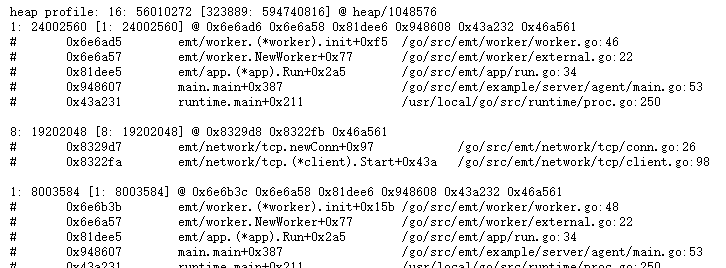 heap profile: 16: 56010272 [323889: 594740816] @ heap/1048576
1: 24002560 [1: 24002560] @ 0x6e6ad6 0x6e6a58 0x81dee6 0x948608 0x43a232 0x46a561
# 0x6e6ad5 emt/worker.(*worker).init+0xf5 /go/src/emt/worker/worker.go:46
# 0x6e6a57 emt/worker.NewWorker+0x77 /go/src/emt/worker/external.go:22
# 0x81dee5 emt/app.(*app).Run+0x2a5 /go/src/emt/app/run.go:34
# 0x948607 main.main+0x387 /go/src/emt/example/server/agent/main.go:53
# 0x43a231 runtime.main+0x211 /usr/local/go/src/runtime/proc.go:250
8: 19202048 [8: 19202048] @ 0x8329d8 0x8322fb 0x46a561
# 0x8329d7 emt/network/tcp.newConn+0x97 /go/src/emt/network/tcp/conn.go:26
# 0x8322fa emt/network/tcp.(*client).Start+0x43a /go/src/emt/network/tcp/client.go:98
1: 8003584 [1: 8003584] @ 0x6e6b3c 0x6e6a58 0x81dee6 0x948608 0x43a232 0x46a561
# 0x6e6b3b emt/worker.(*worker).init+0x15b /go/src/emt/worker/worker.go:48
# 0x6e6a57 emt/worker.NewWorker+0x77 /go/src/emt/worker/external.go:22
# 0x81dee5 emt/app.(*app).Run+0x2a5 /go/src/emt/app/run.go:34
# 0x948607 main.main+0x387 /go/src/emt/example/server/agent/main.go:53
# 0x43a231 runtime.main+0x211 /usr/local/go/src/runtime/proc.go:250